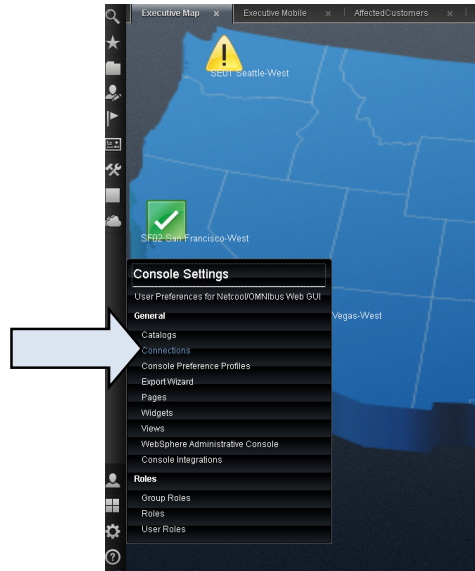 Executive Map x Executive Mobile x AffectedCustomers x
SE01 Seattle-West
SF02 San Francisco-West
Vegas-West
Console Settings
User Preferences for Netcool/OMNIbus Web GUI
General
Catalogs
Connections
Console Preference Profiles
Export Wizard
Pages
Widgets
Views
WebSphere Administrative Console
Console Integrations
Roles
Group Roles
Roles
User Roles